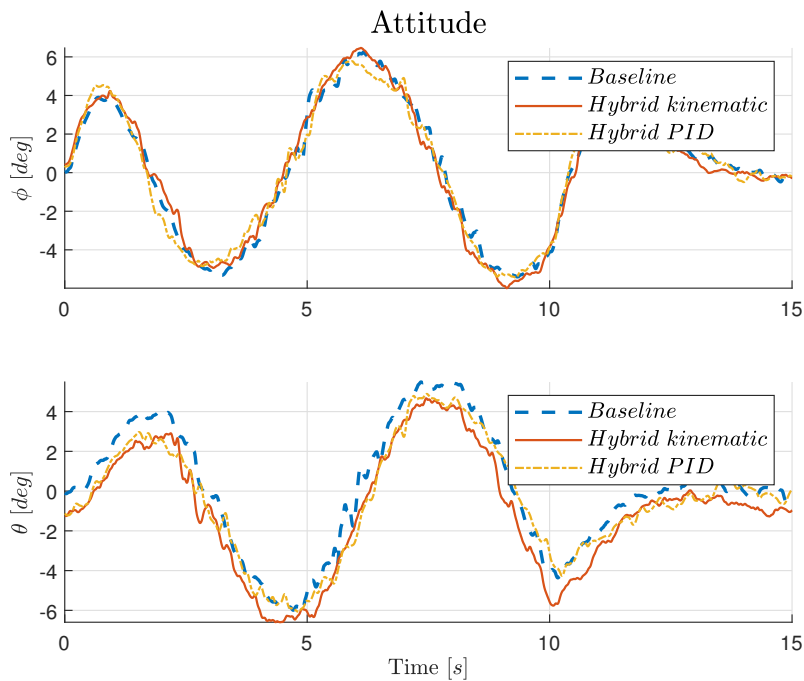 Attitude
6
4
2
0
-2
-4
ϕ [deg]
Baseline
Hybrid kinematic
Hybrid PID
0 5 10 15
4
2
0
-2
-4
-6
θ [deg]
Baseline
Hybrid kinematic
Hybrid PID
0 5 10 15
Time [s]